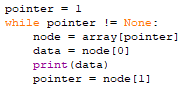 pointer = 1
while pointer != None:
    node = array[pointer]
    data = node[0]
    print(data)
    pointer = node[1]